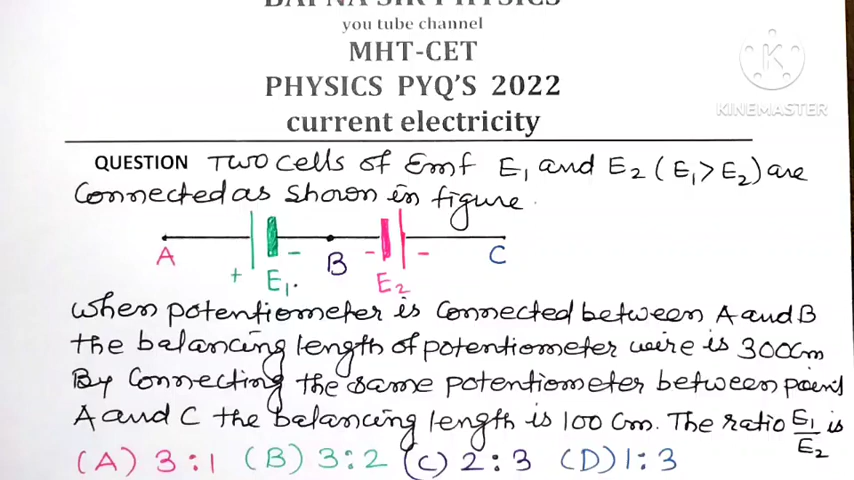 BAFNA SIR PHYSICS
you tube channel
MHT-CET
PHYSICS PYQ'S 2022
current electricity
K
KINEMASTER
QUESTION Two cells of Emf E₁ and E₂ (E₁ > E₂) are
Connected as shown in figure.
A + E₁. - B - E₂ - C
When potentiometer is connected between A and B
the balancing length of potentiometer wire is 300cm
By connecting the same potentiometer between point
A and C the balancing length is 100 cm. The ratio E₁/E₂ is
(A) 3:1 (B) 3:2 (C) 2:3 (D) 1:3